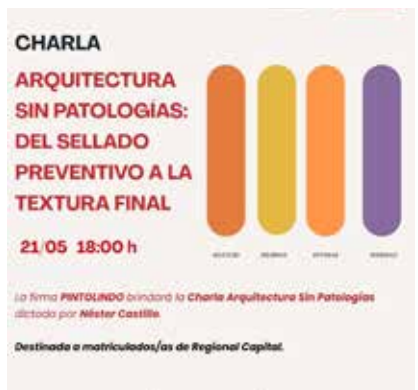 CHARLA
ARQUITECTURA
SIN PATOLOGÍAS:
DEL SELLADO
PREVENTIVO A LA
TEXTURA FINAL
21/05 18:00 h
La firma PINTOLINDO brindará la Charla Arquitectura Sin Patologías
dictada por Néstor Castillo.
Destinada a matriculados/as de Regional Capital.